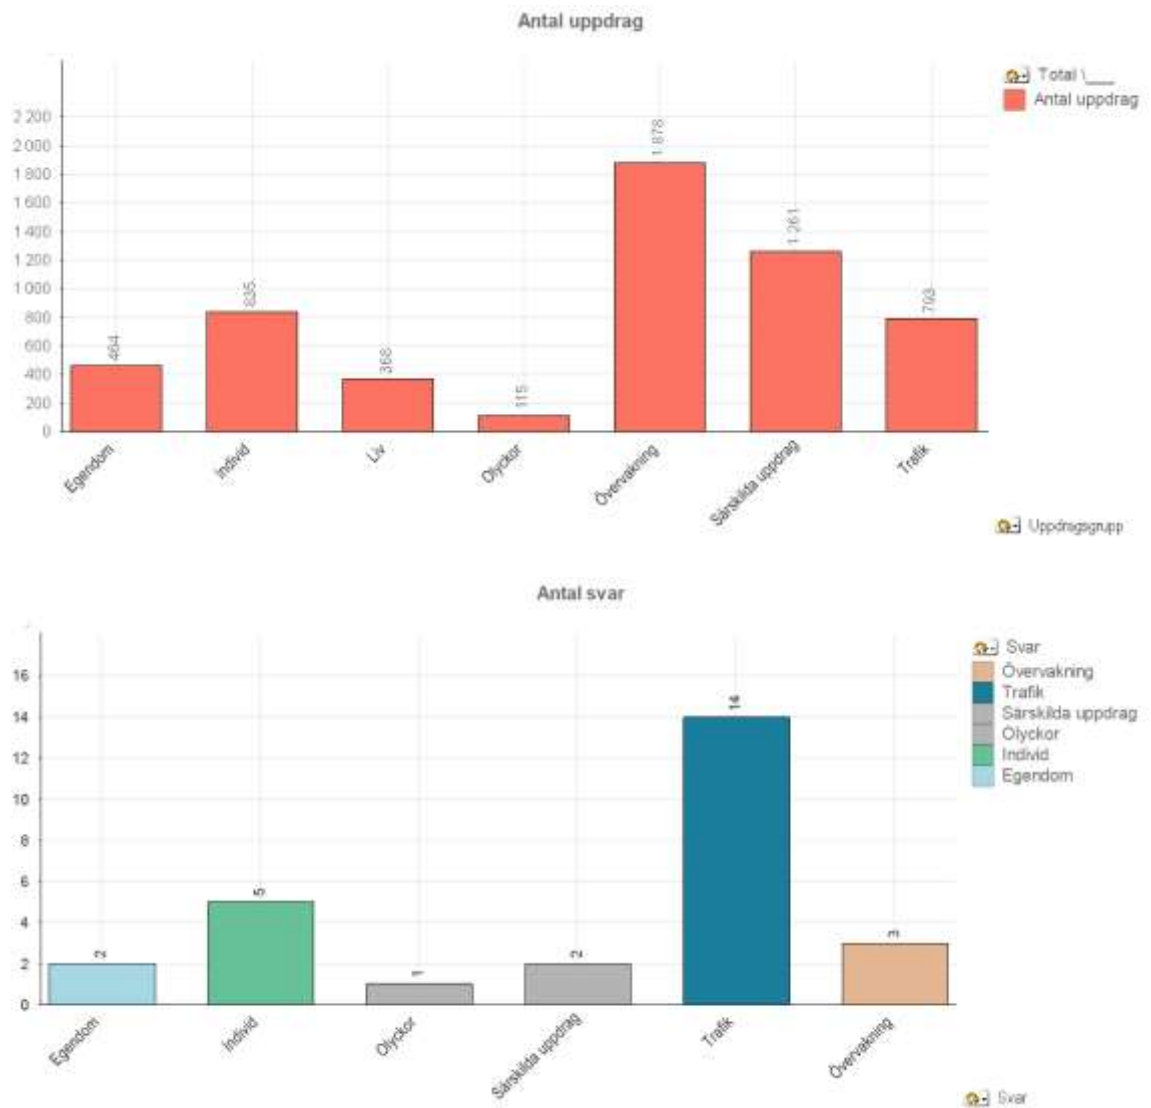 Antal uppdrag
Total \___
Antal uppdrag
2 200
2 000
1 800
1 600
1 400
1 200
1 000
800
600
400
200
0
464
835
368
115
1 878
1 261
793
Egendom
Individ
Liv
Olyckor
Övervakning
Särskilda uppdrag
Trafik
Uppdragsgrupp
Antal svar
Svar
Övervakning
Trafik
Särskilda uppdrag
Olyckor
Individ
Egendom
16
14
12
10
8
6
4
2
0
2
5
1
2
14
3
Egendom
Individ
Olyckor
Särskilda uppdrag
Trafik
Övervakning
Svar